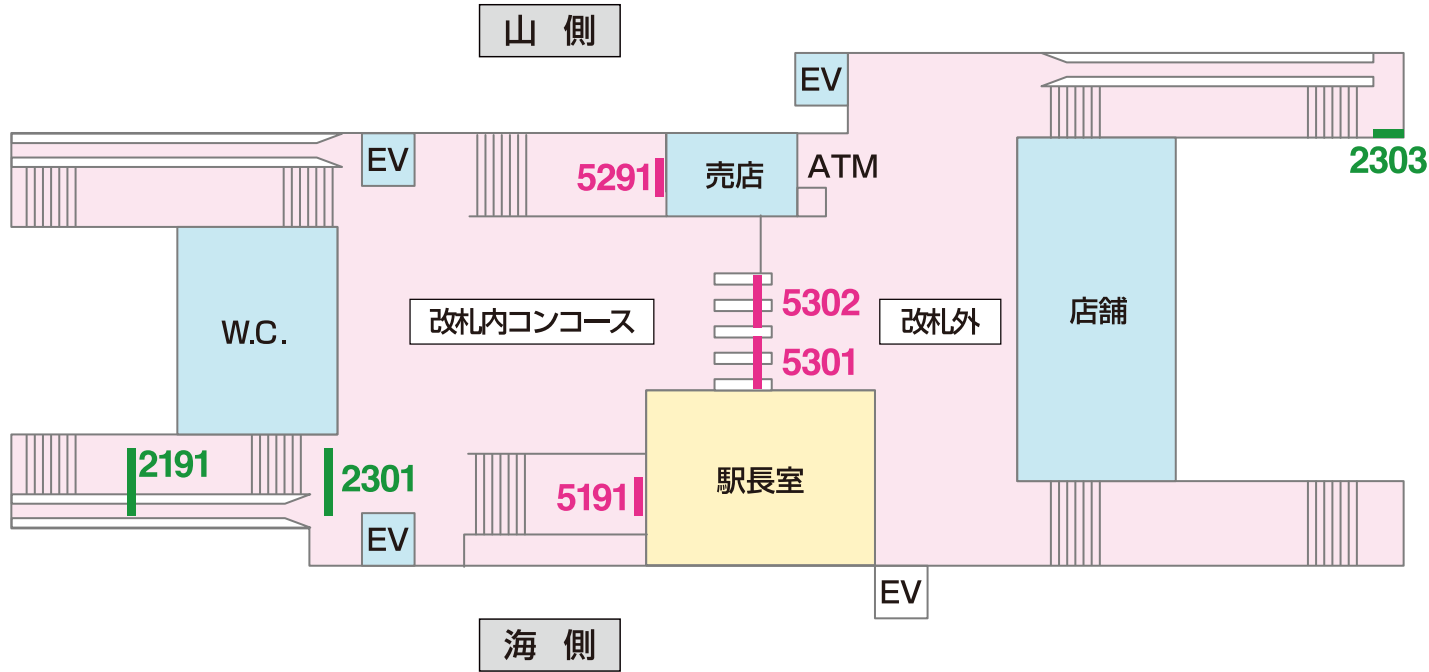 山 側
EV
2303
EV
5291
売店
ATM
5302
改札内コンコース
改札外
店舗
W.C.
5301
2191
2301
5191
駅長室
EV
EV
海 側